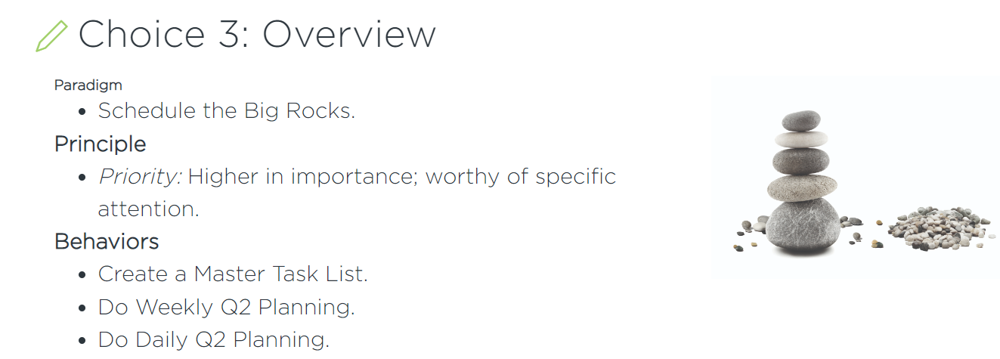 Choice 3: Overview
Paradigm
• Schedule the Big Rocks.
Principle
• Priority: Higher in importance; worthy of specific
attention.
Behaviors
• Create a Master Task List.
• Do Weekly Q2 Planning.
• Do Daily Q2 Planning.